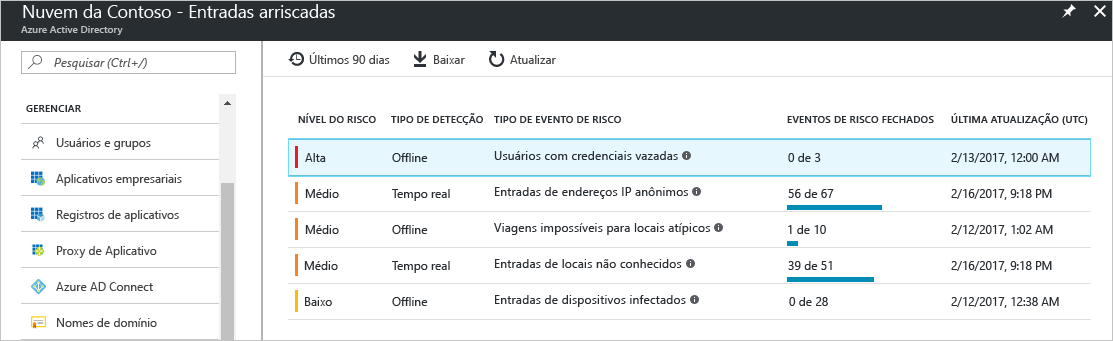 Nuvem da Contoso - Entradas arriscadas
Azure Active Directory
Pesquisar (Ctrl+/)
GERENCIAR
Usuários e grupos
Aplicativos empresariais
Registros de aplicativos
Proxy de Aplicativo
Azure AD Connect
Nomes de domínio
Últimos 90 dias Baixar Atualizar
NÍVEL DO RISCO TIPO DE DETECÇÃO TIPO DE EVENTO DE RISCO EVENTOS DE RISCO FECHADOS ÚLTIMA ATUALIZAÇÃO (UTC)
Alta Offline Usuários com credenciais vazadas 0 de 3 2/13/2017, 12:00 AM
Médio Tempo real Entradas de endereços IP anônimos 56 de 67 2/16/2017, 9:18 PM
Médio Offline Viagens impossíveis para locais atípicos 1 de 10 2/12/2017, 1:02 AM
Médio Tempo real Entradas de locais não conhecidos 39 de 51 2/16/2017, 9:18 PM
Baixo Offline Entradas de dispositivos infectados 0 de 28 2/12/2017, 12:38 AM